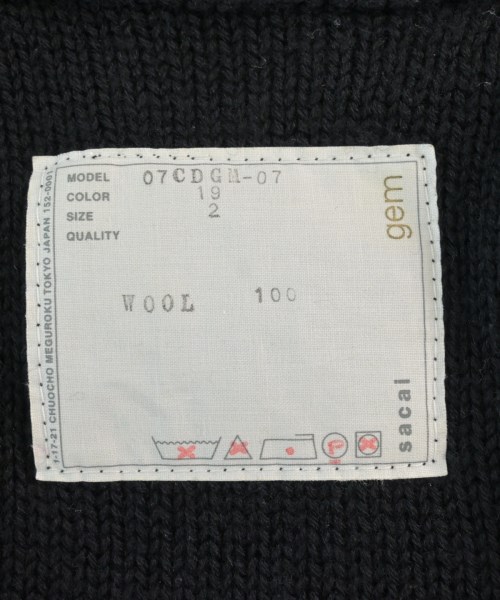 MODEL 07CDGM-07
COLOR 19
SIZE 2
QUALITY
WOOL 100
gem
sacai
1-17-21 CHUOCHO MEGUROKU TOKYO JAPAN 152-0001
F